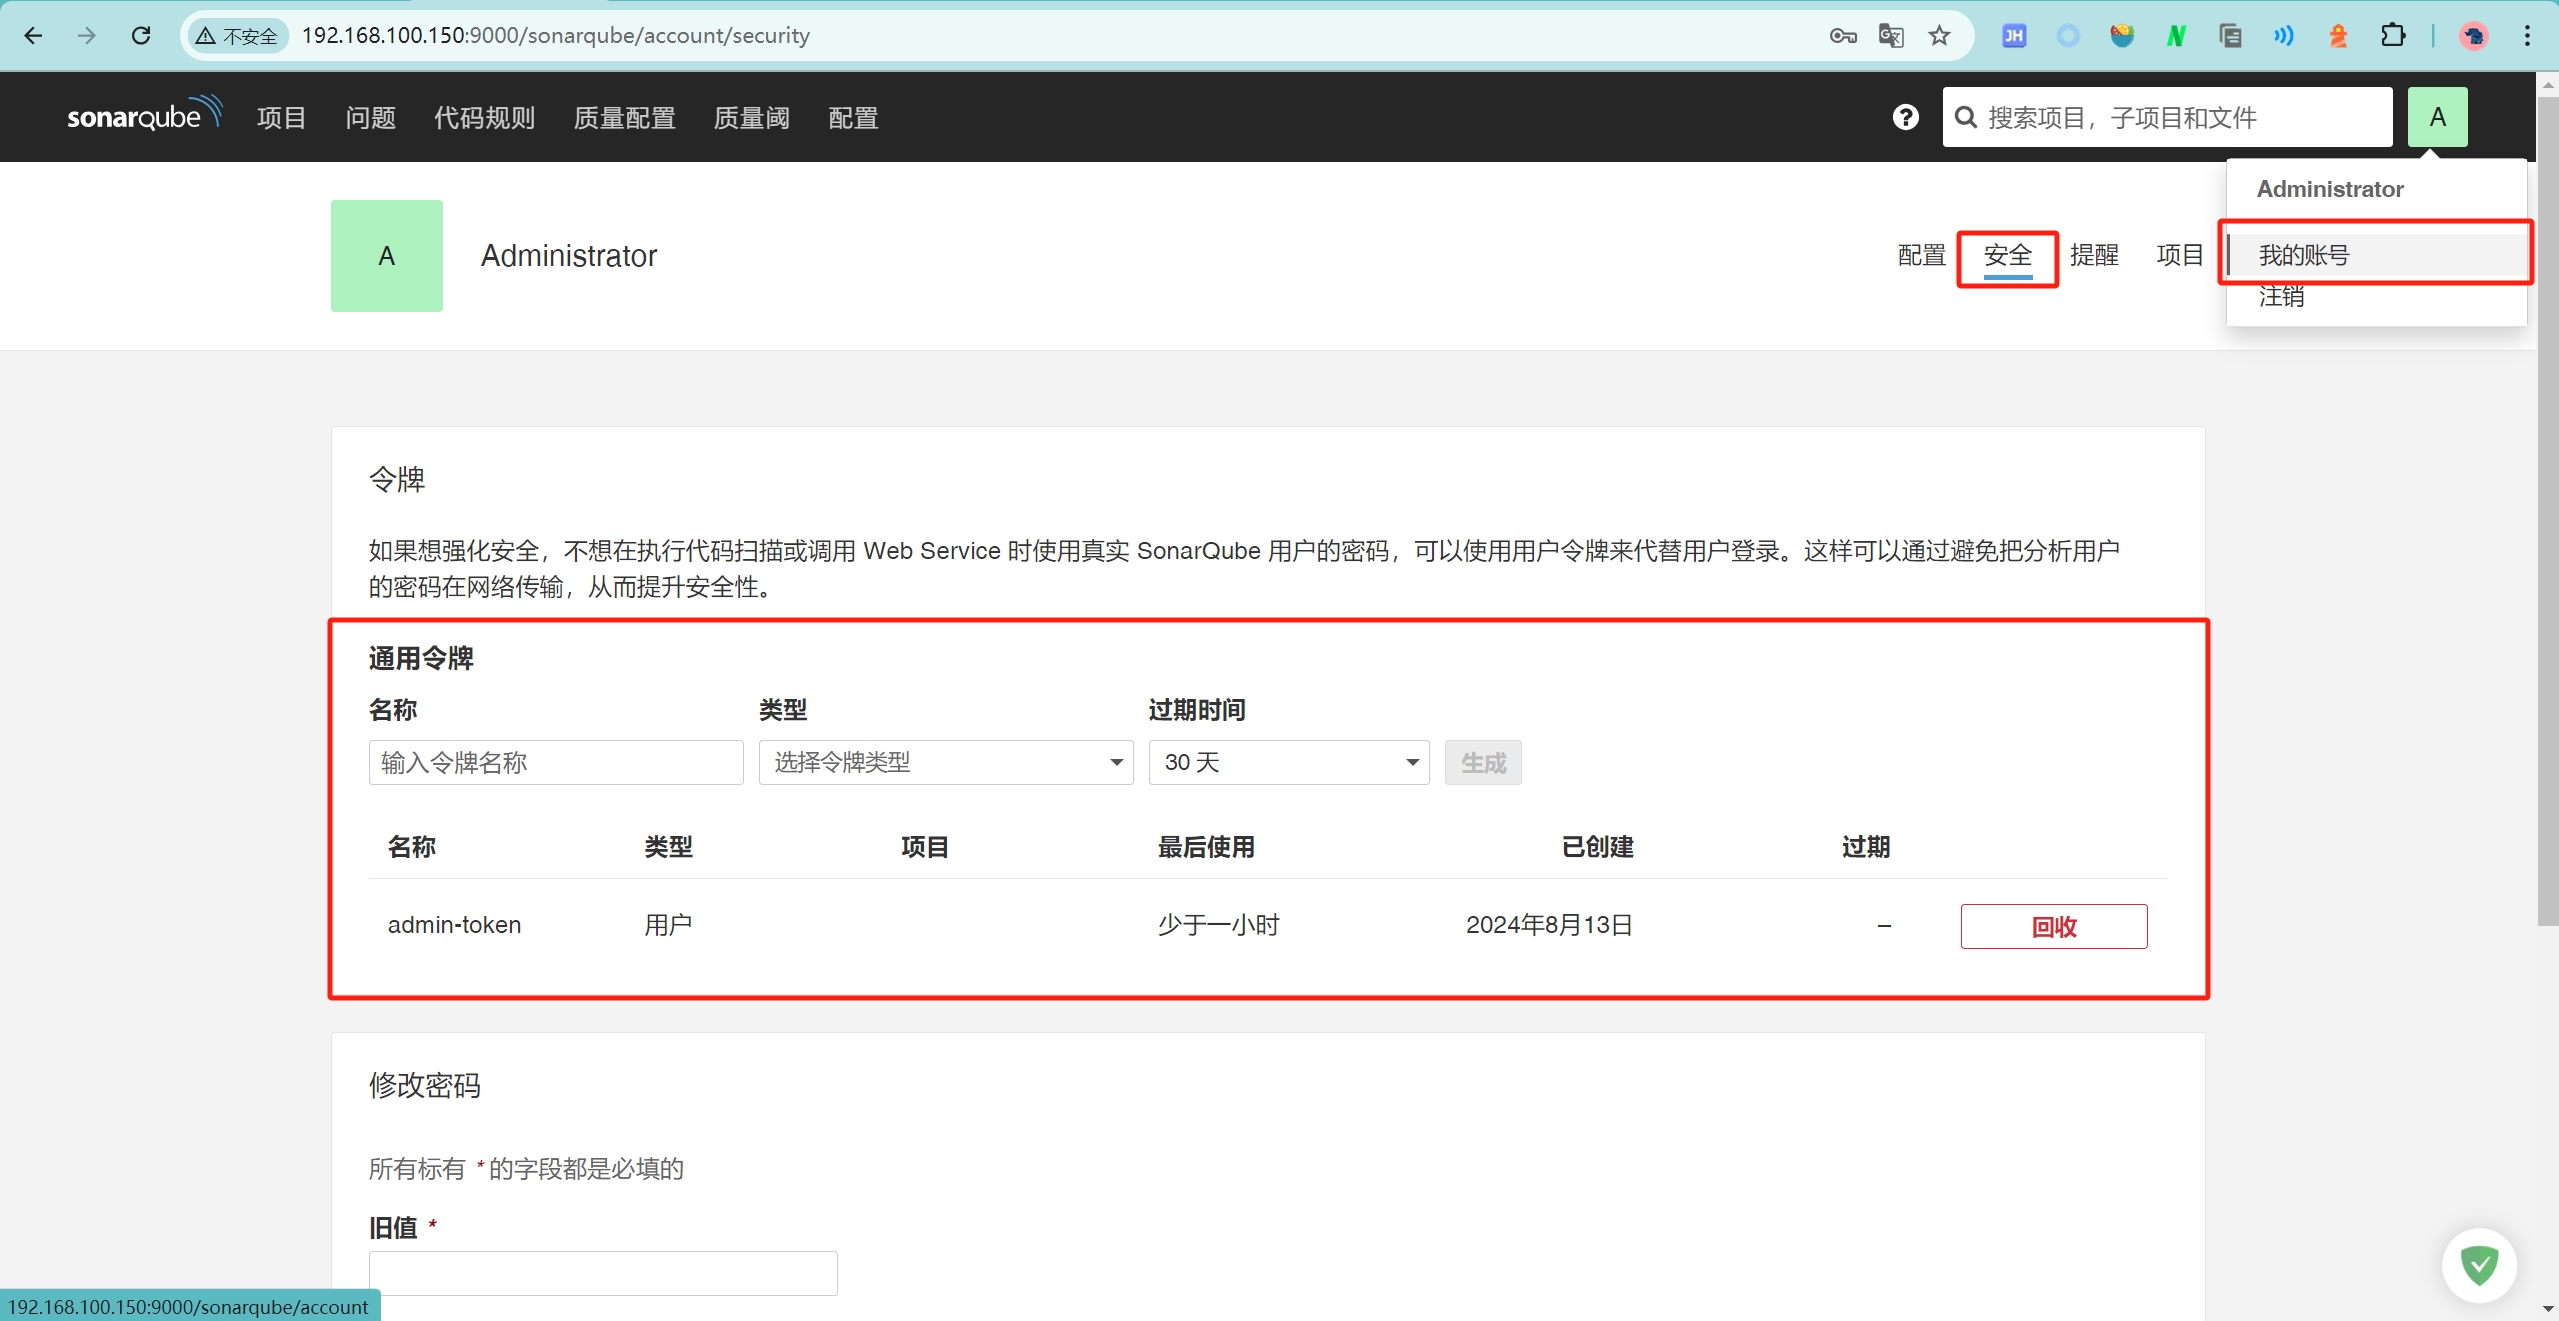 不安全
192.168.100.150:9000/sonarqube/account/security
JH
sonarqube
项目
问题
代码规则
质量配置
质量阈
配置
搜索项目，子项目和文件
A
Administrator
我的账号
注销
A
Administrator
配置
安全
提醒
项目
令牌
如果想强化安全，不想在执行代码扫描或调用 Web Service 时使用真实 SonarQube 用户的密码，可以使用用户令牌来代替用户登录。这样可以通过避免把分析用户
的密码在网络传输，从而提升安全性。
通用令牌
名称 类型 过期时间
输入令牌名称 选择令牌类型 30 天 生成
名称 类型 项目 最后使用 已创建 过期
admin-token 用户 少于一小时 2024年8月13日 – 回收
修改密码
所有标有 * 的字段都是必填的
旧值 *
192.168.100.150:9000/sonarqube/account